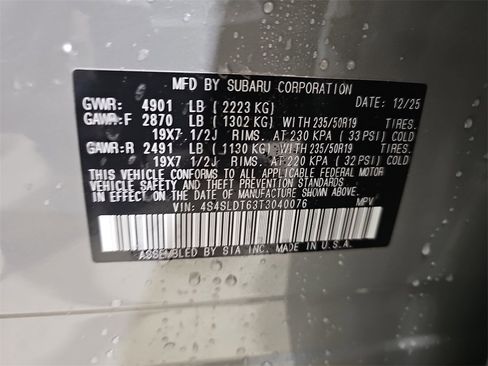 MFD BY SUBARU CORPORATION
GVWR: 4901 LB ( 2223 KG) DATE: 12/25
GAWR:F 2870 LB ( 1302 KG) WITH 235/50R19 TIRES.
19X7 1/2J RIMS. AT 230 KPA ( 33 PSI) COLD
GAWR:R 2491 LB ( 1130 KG) WITH 235/50R19 TIRES.
19X7 1/2J RIMS. AT 220 KPA ( 32 PSI) COLD
THIS VEHICLE CONFORMS TO ALL APPLICABLE FEDERAL MOTOR
VEHICLE SAFETY AND THEFT PREVENTION STANDARDS
IN EFFECT ON THE DATE OF MANUFACTURE SHOWN ABOVE.
VIN: 4S4SLDT63T3040076 MPV
ASSEMBLED BY SIA INC. IN U.S.A.